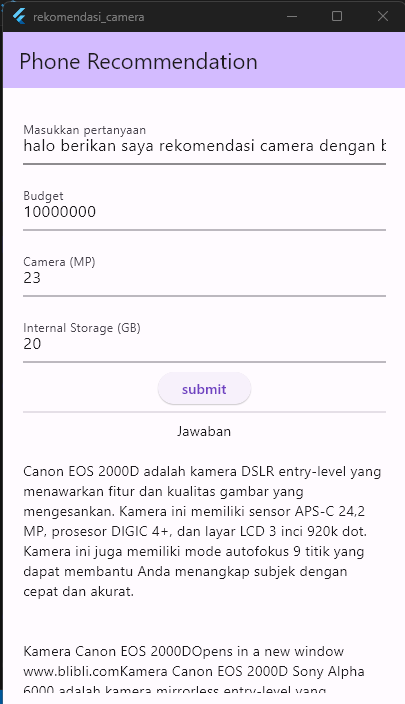 rekomendasi_camera
Phone Recommendation
Masukkan pertanyaan
halo berikan saya rekomendasi camera dengan b
Budget
10000000
Camera (MP)
23
Internal Storage (GB)
20
submit
Jawaban
Canon EOS 2000D adalah kamera DSLR entry-level yang
menawarkan fitur dan kualitas gambar yang
mengesankan. Kamera ini memiliki sensor APS-C 24,2
MP, prosesor DIGIC 4+, dan layar LCD 3 inci 920k dot.
Kamera ini juga memiliki mode autofokus 9 titik yang
dapat membantu Anda menangkap subjek dengan
cepat dan akurat.
Kamera Canon EOS 2000DOpens in a new window
www.blibli.comKamera Canon EOS 2000D Sony Alpha
6000 adalah kamera mirrorless entry-level yang